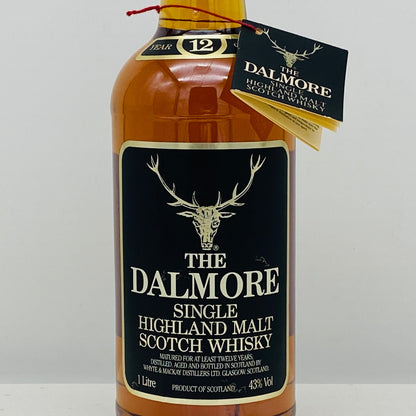 YEAR 12
THE
DALMORE
SINGLE
HIGHLAND MALT
SCOTCH WHISKY
THE
DALMORE
SINGLE
HIGHLAND MALT
SCOTCH WHISKY
MATURED FOR AT LEAST TWELVE YEARS,
DISTILLED, AGED AND BOTTLED IN SCOTLAND BY
WHYTE & MACKAY DISTILLERS LTD. GLASGOW, SCOTLAND.
1 Litre PRODUCT OF SCOTLAND 43% Vol